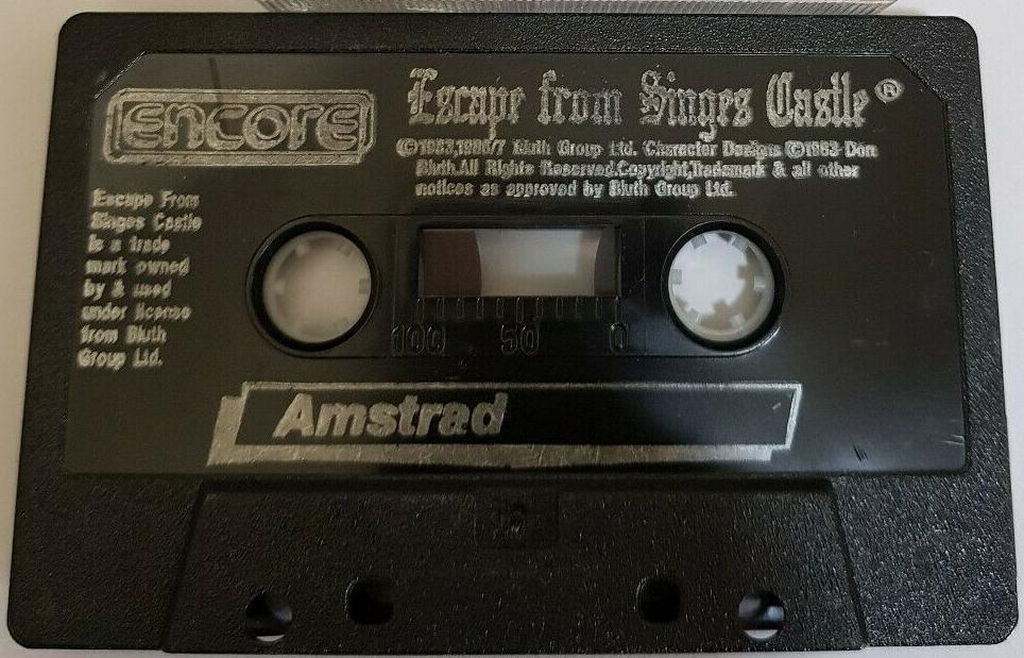 encore
Escape from Singes Castle®
©1983,1986/7 Bluth Group Ltd. Character Designs ©1983 Don
Bluth.All Rights Reserved.Copyright,Trademark & all other
notices as approved by Bluth Group Ltd.
Escape From
Singes Castle
is a trade
mark owned
by & used
under license
from Bluth
Group Ltd.
100 50 0
Amstrad